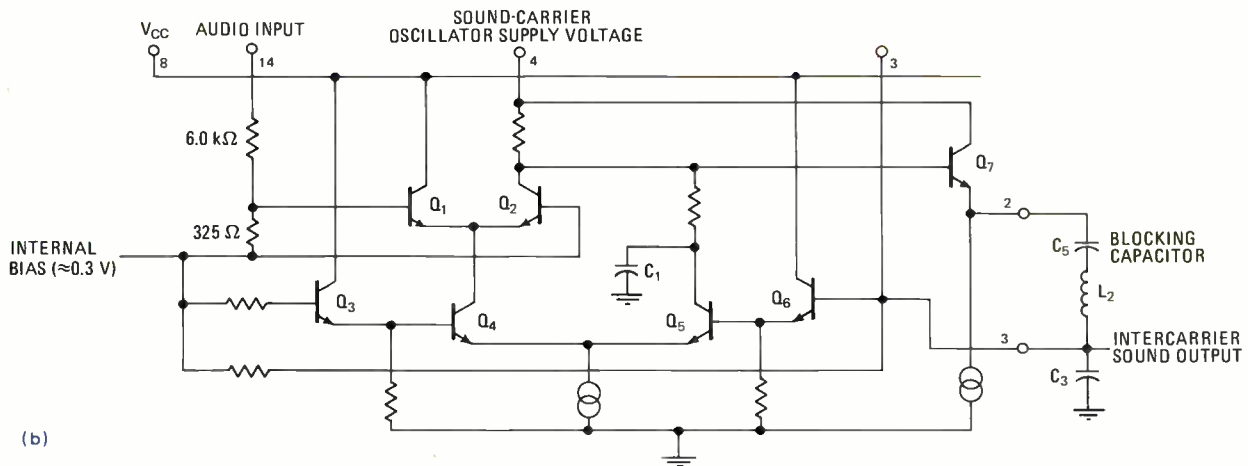 SOUND-CARRIER
OSCILLATOR SUPPLY VOLTAGE
V_CC
AUDIO INPUT
8
14
4
3
6.0 kΩ
Q₇
Q₁
Q₂
2
325 Ω
INTERNAL
BIAS (≈0.3 V)
C₁
C₅
BLOCKING
CAPACITOR
Q₃
Q₄
Q₅
Q₆
L₂
3
INTERCARRIER
SOUND OUTPUT
C₃
(b)